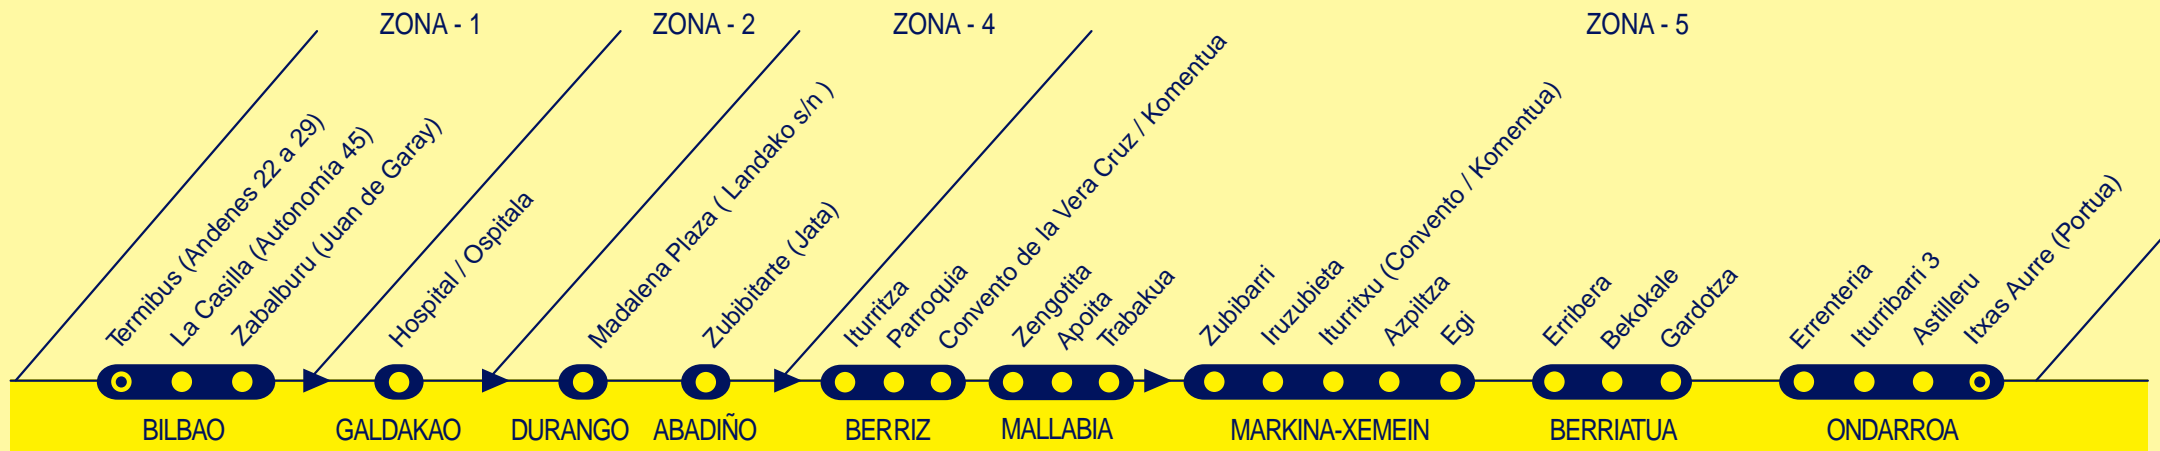 ZONA - 1
ZONA - 2
ZONA - 4
ZONA - 5
Termibus (Andenes 22 a 29)
La Casilla (Autonomía 45)
Zabalburu (Juan de Garay)
Hospital / Ospitala
Madalena Plaza ( Landako s/n )
Zubibitarte (Jata)
Iturritza
Parroquia
Convento de la Vera Cruz / Komentua
Zengotita
Apoita
Trabakua
Zubibarri
Iruzubieta
Iturritxu (Convento / Komentua)
Azpiltza
Egi
Erribera
Bekokale
Gardotza
Errenteria
Iturribarri 3
Astilleru
Itxas Aurre (Portua)
BILBAO
GALDAKAO
DURANGO
ABADIÑO
BERRIZ
MALLABIA
MARKINA-XEMEIN
BERRIATUA
ONDARROA